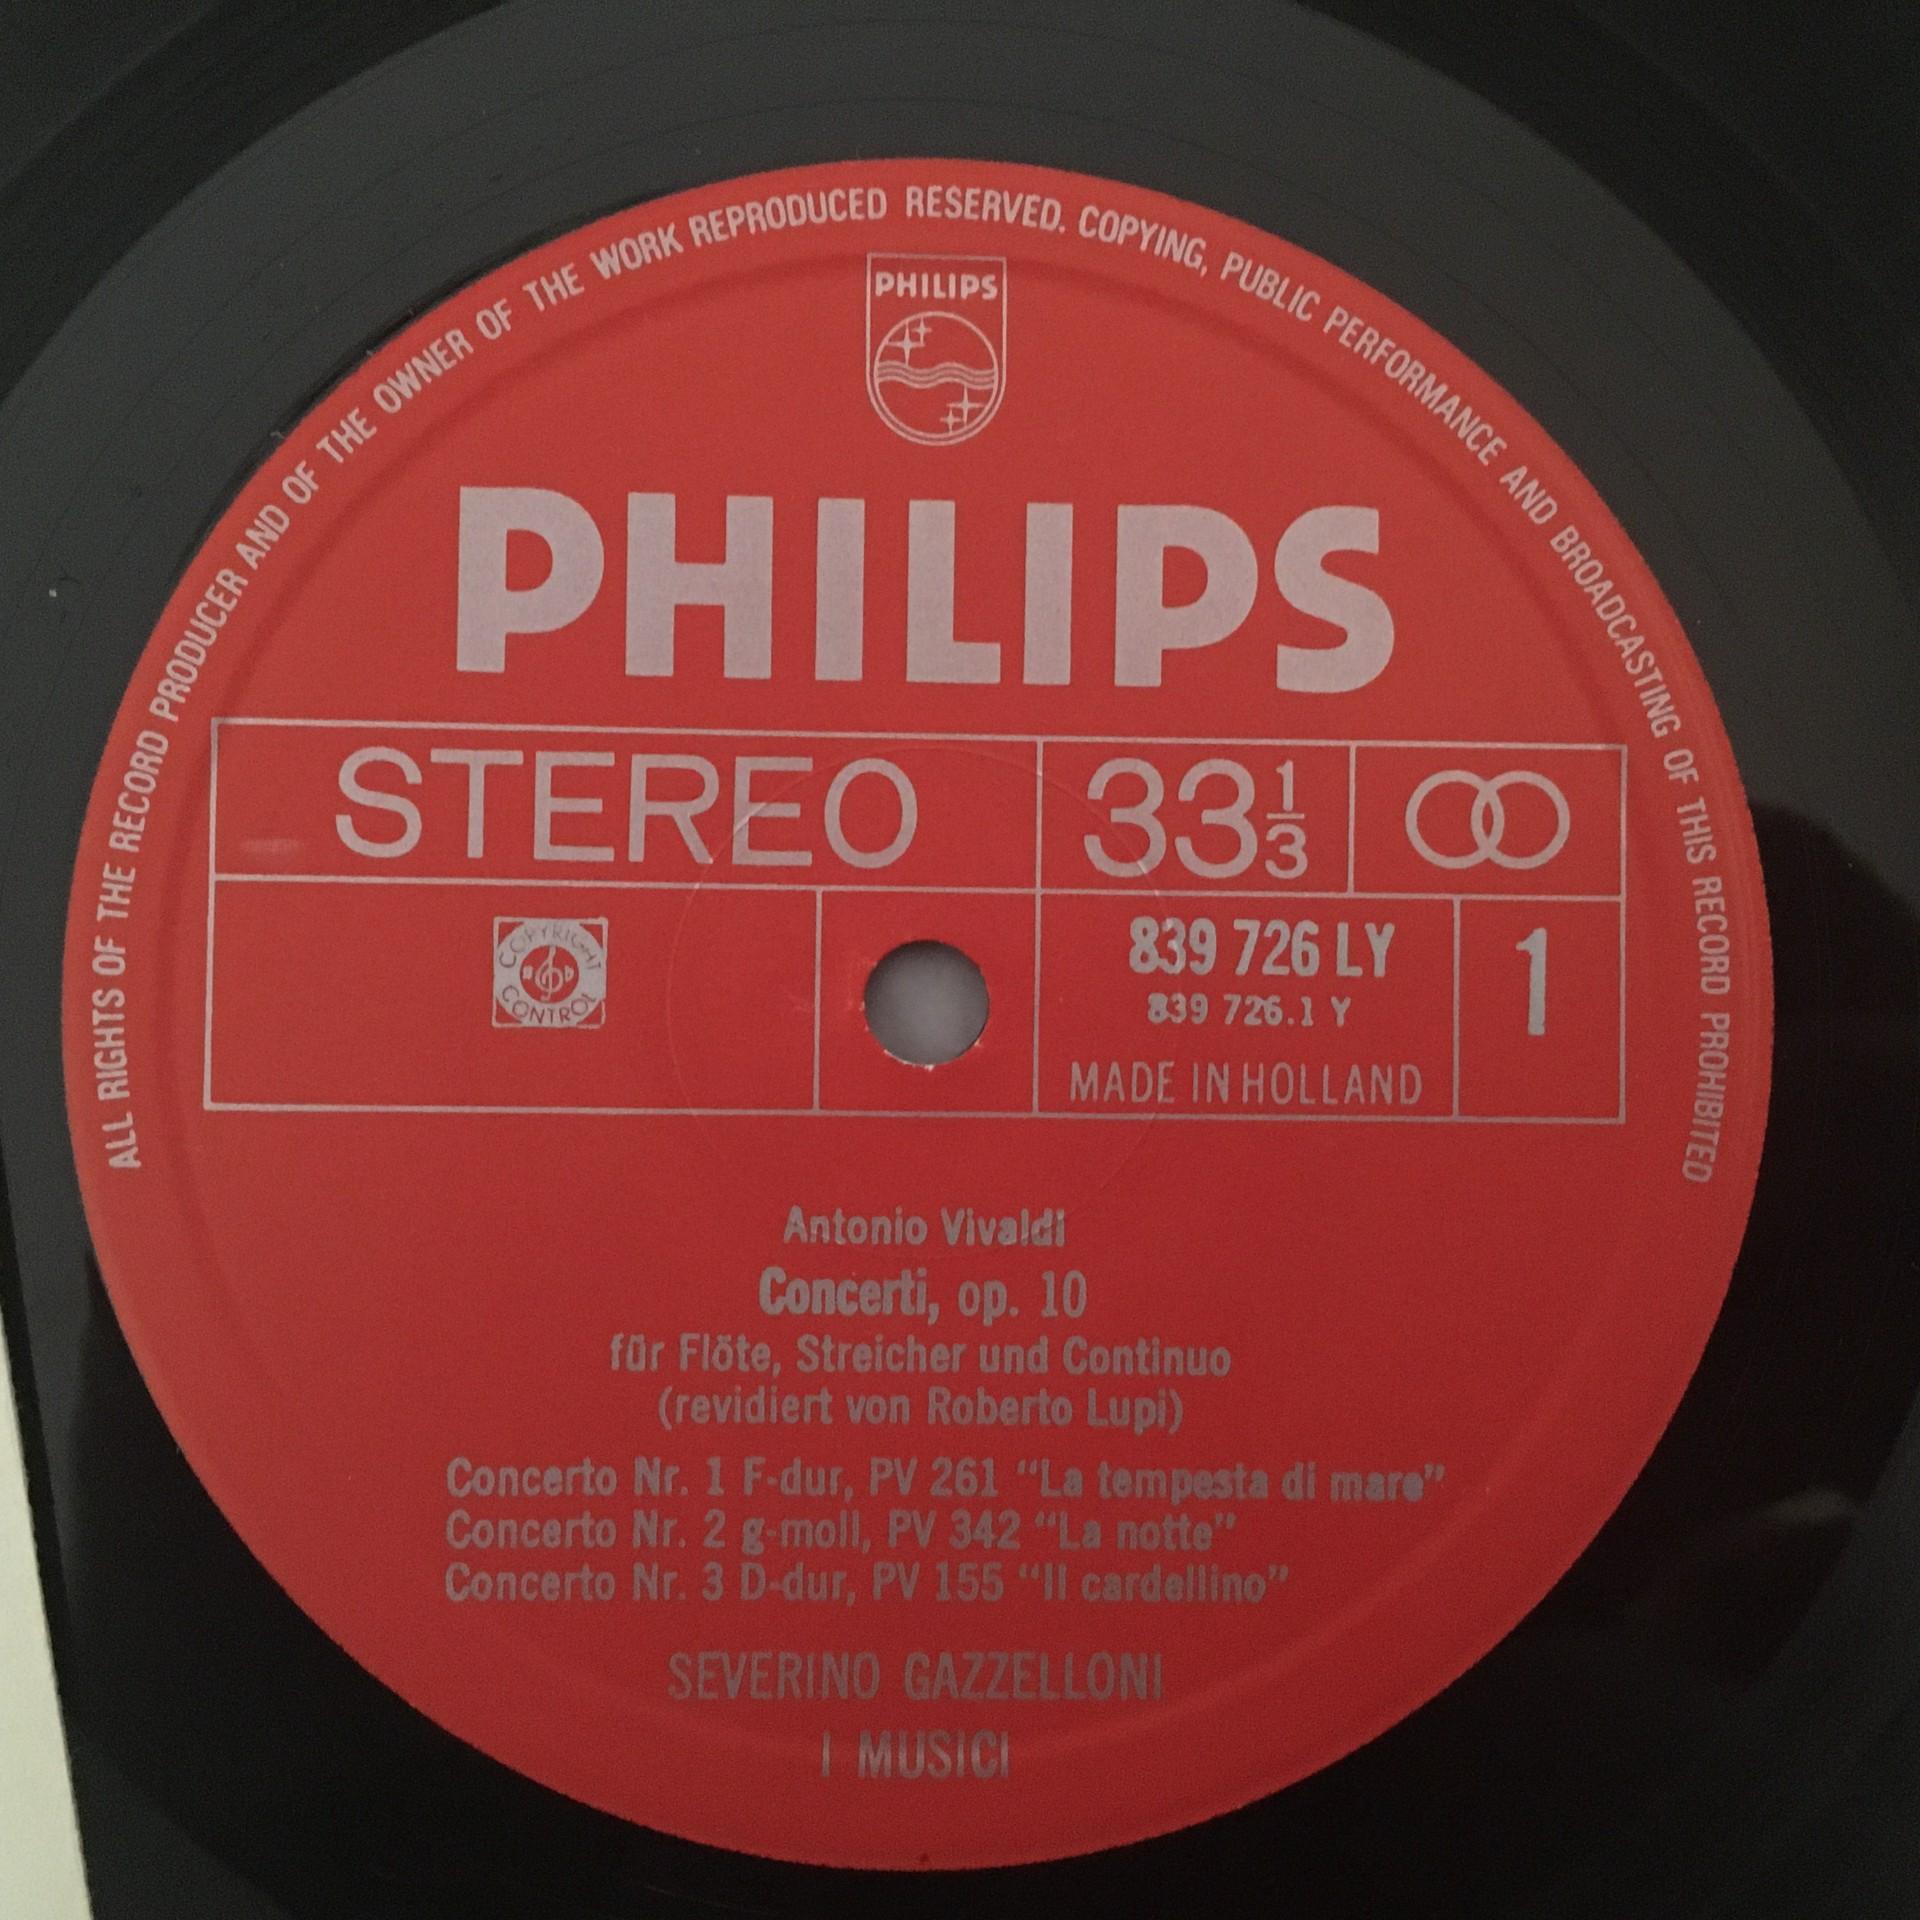 ALL RIGHTS OF THE RECORD PRODUCER AND OF THE OWNER OF THE WORK REPRODUCED RESERVED. COPYING, PUBLIC PERFORMANCE AND BROADCASTING OF THIS RECORD PROHIBITED
PHILIPS
PHILIPS
STEREO 33 1/3
COPYRIGHT CONTROL
839 726 LY 1
839 726.1 Y
MADE IN HOLLAND
Antonio Vivaldi
Concerti, op. 10
für Flöte, Streicher und Continuo
(revidiert von Roberto Lupi)
Concerto Nr. 1 F-dur, PV 261 “La tempesta di mare”
Concerto Nr. 2 g-moll, PV 342 “La notte”
Concerto Nr. 3 D-dur, PV 155 “Il cardellino”
SEVERINO GAZZELLONI
I MUSICI